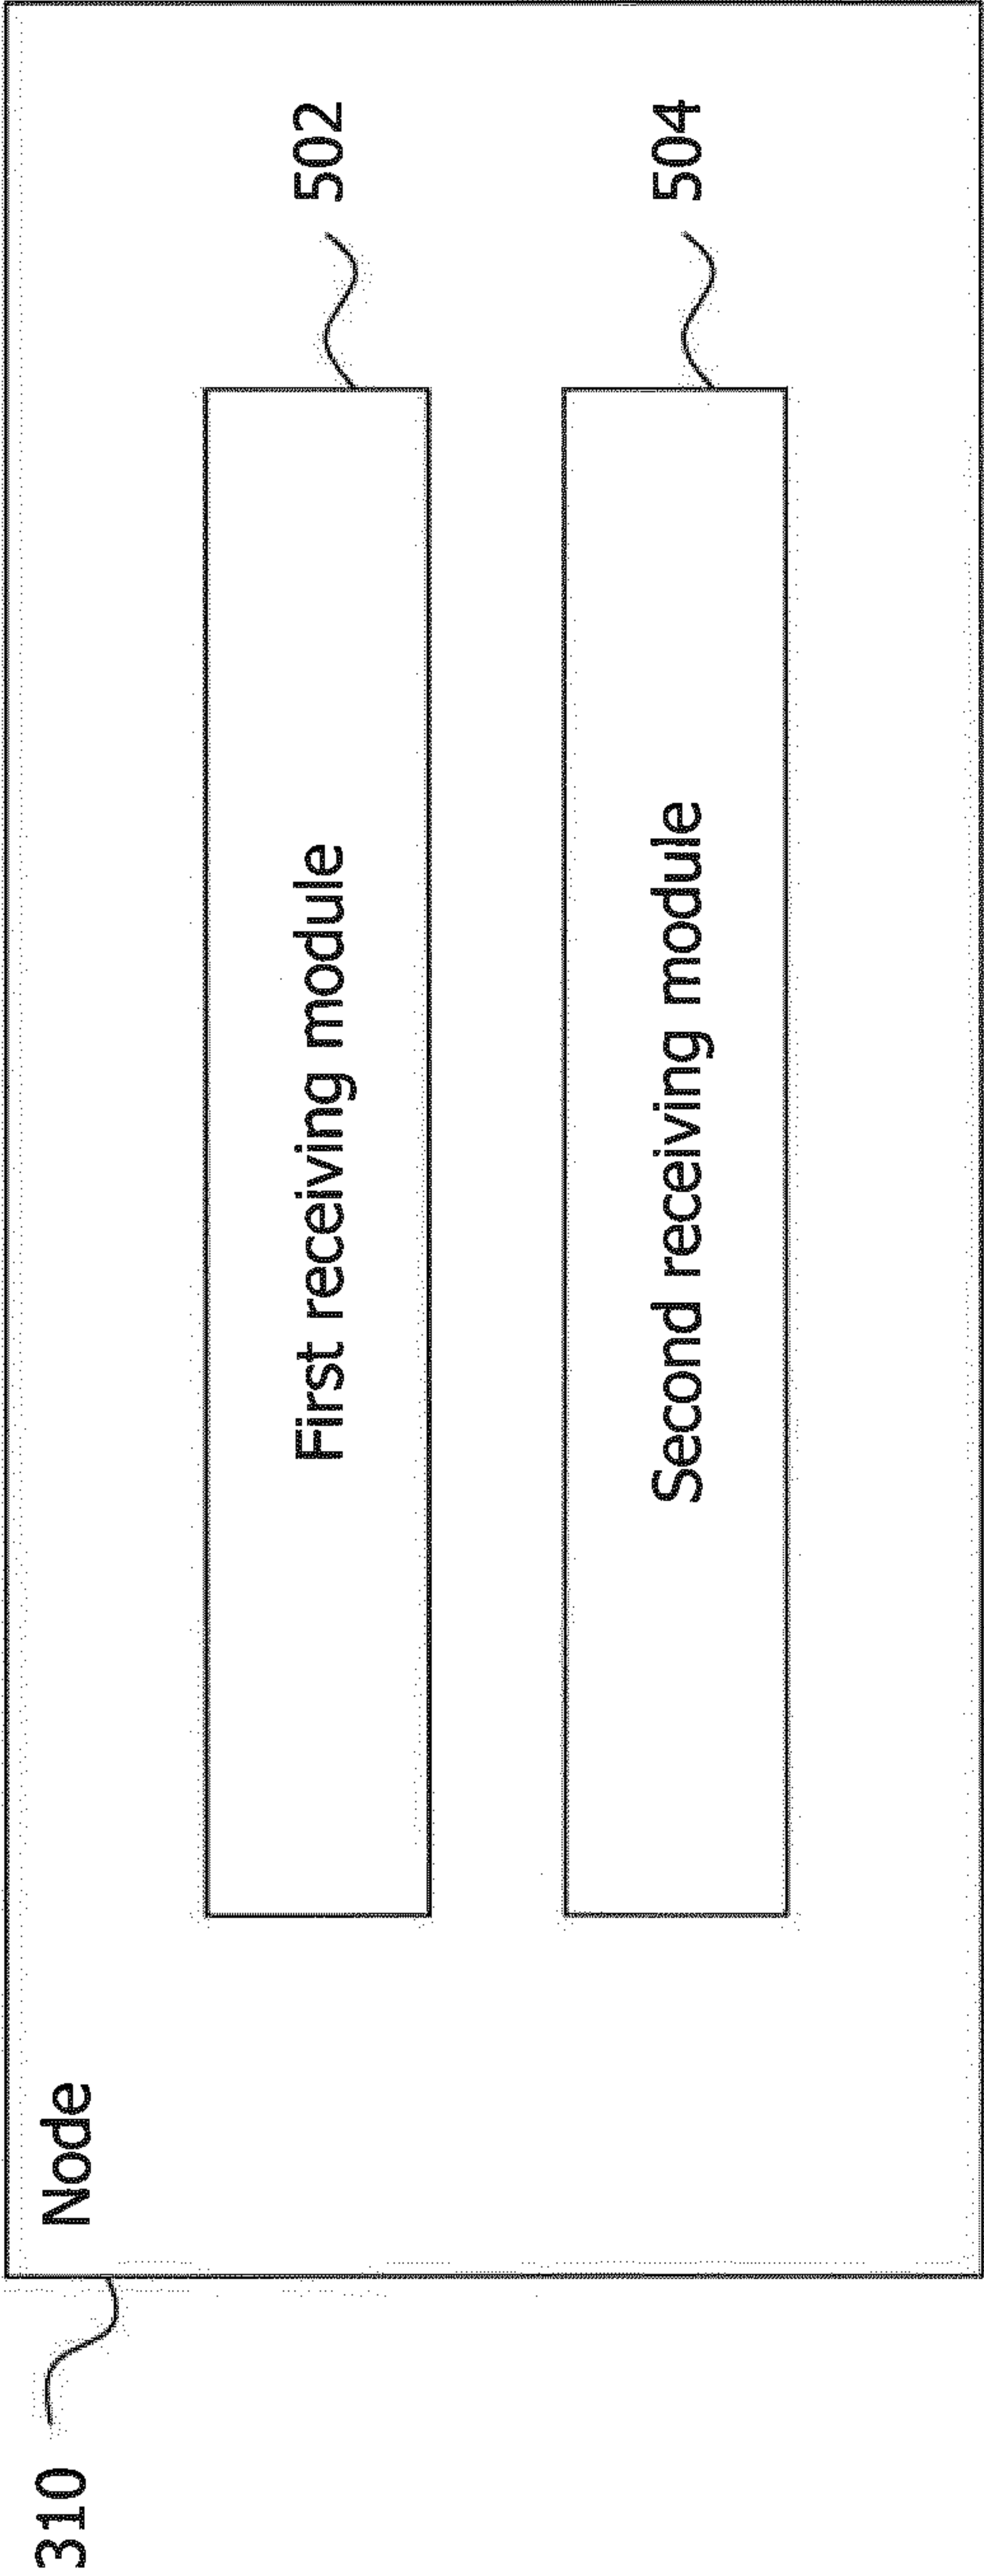 310
Node
First receiving module
502
Second receiving module
504